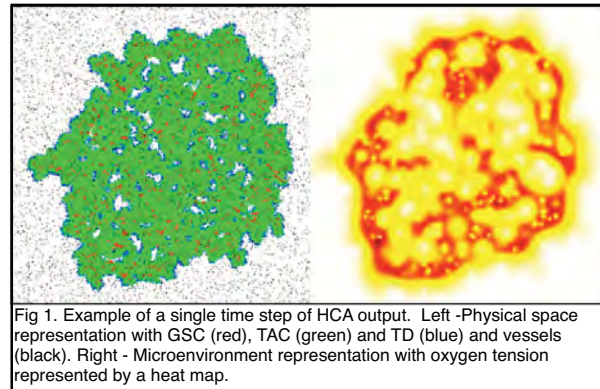 Fig 1. Example of a single time step of HCA output.  Left -Physical space
representation with GSC (red), TAC (green) and TD (blue) and vessels
(black). Right - Microenvironment representation with oxygen tension
represented by a heat map.